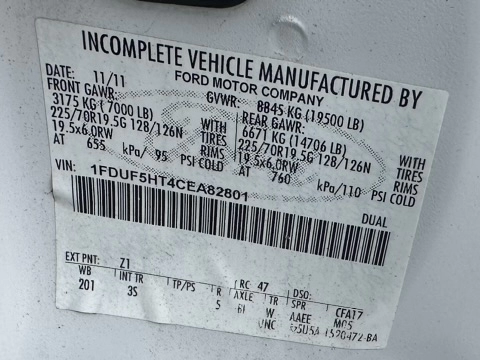 INCOMPLETE VEHICLE MANUFACTURED BY
FORD MOTOR COMPANY
DATE: 11/11 GVWR: 8845 KG (19500 LB)
FRONT GAWR: REAR GAWR:
3175 KG (7000 LB) WITH 6671 KG (14706 LB) WITH
225/70R19.5G 128/126N TIRES 225/70R19.5G 128/126N TIRES
19.5x6.0RW RIMS 19.5x6.0RW RIMS
AT 655 kPa/ 95 PSI COLD AT 760 kPa/110 PSI COLD
VIN: 1FDUF5HT4CEA82801
DUAL
EXT PNT: Z1 RC 47 DSO:
WB INT TR TP/PS R AXLE TR SPR CFA17
201 3S 5 W AAEE M05